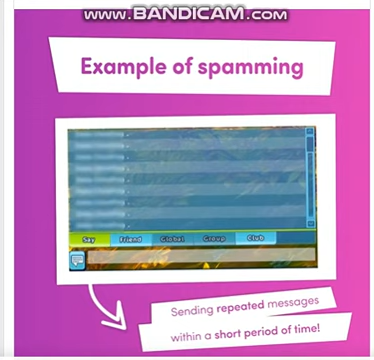 www.BANDICAM.com
Example of spamming
Say Friend Global Group Club
Sending repeated messages
within a short period of time!